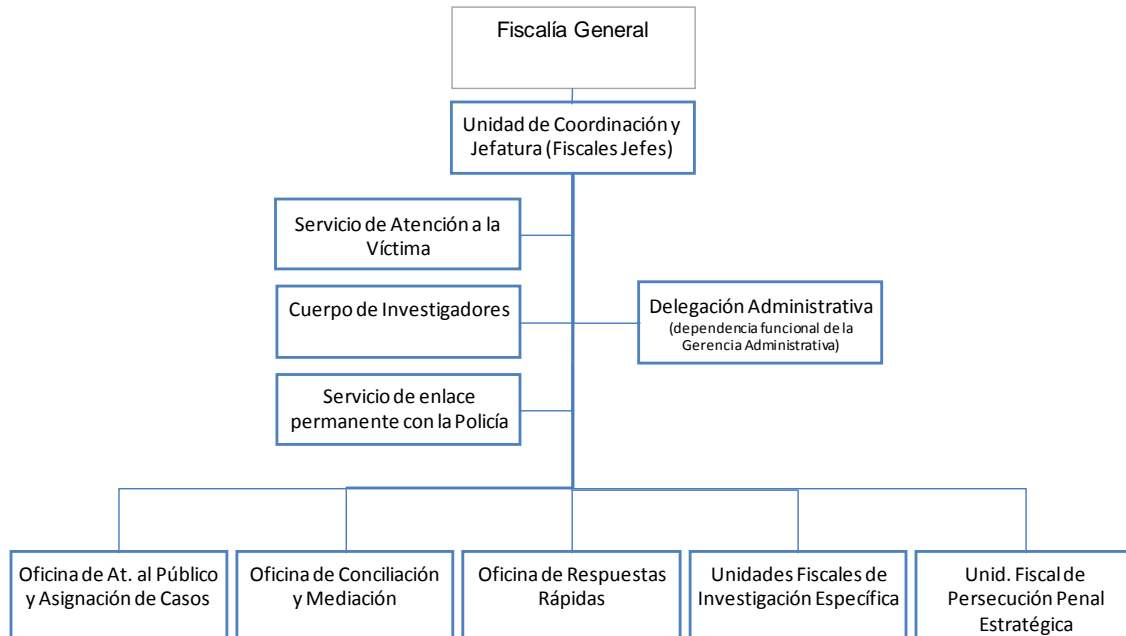 Fiscalía General
Unidad de Coordinación y
Jefatura (Fiscales Jefes)
Servicio de Atención a la
Víctima
Cuerpo de Investigadores
Delegación Administrativa
(dependencia funcional de la
Gerencia Administrativa)
Servicio de enlace
permanente con la Policía
Oficina de At. al Público
y Asignación de Casos
Oficina de Conciliación
y Mediación
Oficina de Respuestas
Rápidas
Unidades Fiscales de
Investigación Específica
Unid. Fiscal de
Persecución Penal
Estratégica